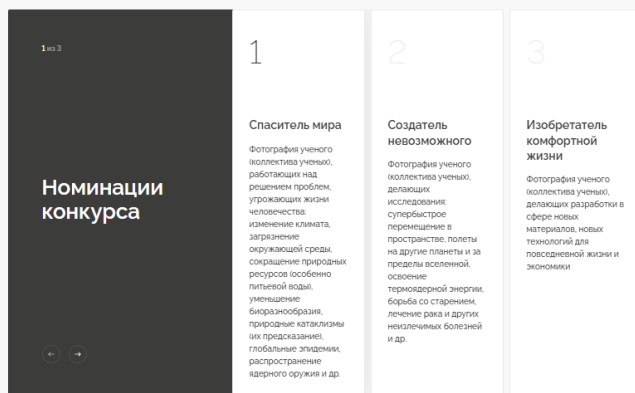 1 из 3
Номинации
конкурса
1
Спаситель мира
Фотография ученого
(коллектива ученых),
работающих над
решением проблем,
угрожающих жизни
человечества:
изменение климата,
загрязнение
окружающей среды,
сокращение природных
ресурсов (особенно
питьевой воды),
уменьшение
биоразнообразия,
природные катаклизмы
(их предсказание),
глобальные эпидемии,
распространение
ядерного оружия и др.
2
Создатель
невозможного
Фотография ученого
(коллектива ученых),
делающих
исследования:
супербыстрое
перемещение в
пространстве, полеты
на другие планеты и за
пределы вселенной,
освоение
термоядерной энергии,
борьба со старением,
лечение рака и других
неизлечимых болезней
и др.
3
Изобретатель
комфортной
жизни
Фотография ученого
(коллектива ученых),
делающих разработки в
сфере новых
материалов, новых
технологий для
повседневной жизни и
экономики